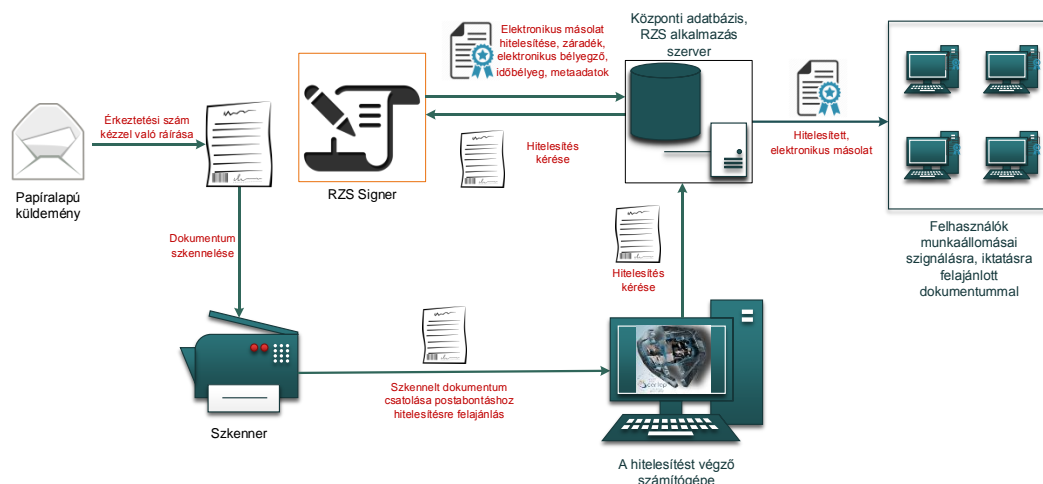 Elektronikus másolat
hitelesítése, záradék,
elektronikus bélyegző,
időbélyeg, metaadatok
Központi adatbázis,
RZS alkalmazás
szerver
Érkeztetési szám
kézzel való ráírása
Papíralapú
küldemény
RZS Signer
Hitelesítés
kérése
Hitelesített,
elektronikus másolat
Felhasználók
munkaállomásai
szignálásra, iktatásra
felajánlott
dokumentummal
Dokumentum
szkennelése
Hitelesítés
kérése
Szkennelt dokumentum
csatolása postabontáshoz
hitelesítésre felajánlás
Szkenner
A hitelesítést végző
számítógépe